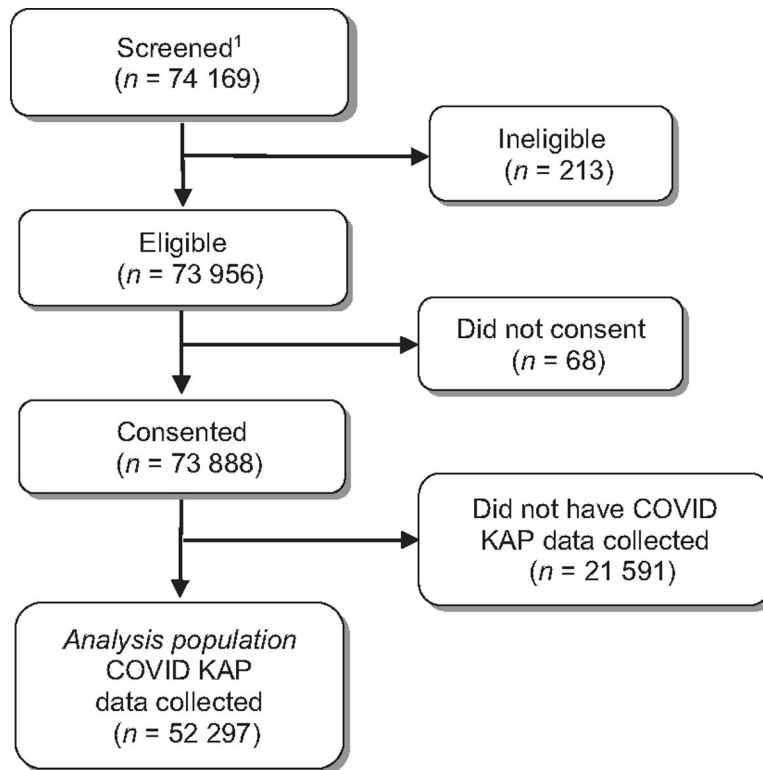 Screened¹
(n = 74 169)
Ineligible
(n = 213)
Eligible
(n = 73 956)
Did not consent
(n = 68)
Consented
(n = 73 888)
Did not have COVID
KAP data collected
(n = 21 591)
Analysis population
COVID KAP
data collected
(n = 52 297)